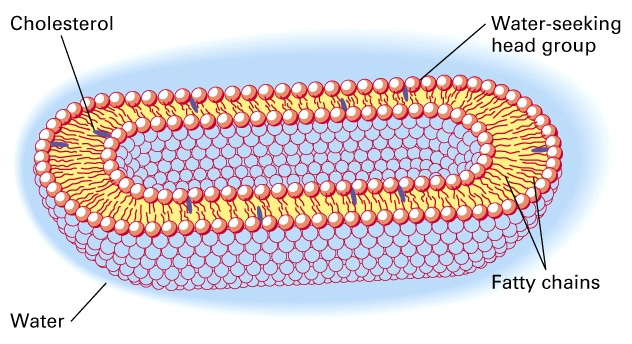 Cholesterol
Water-seeking
head group
Fatty chains
Water